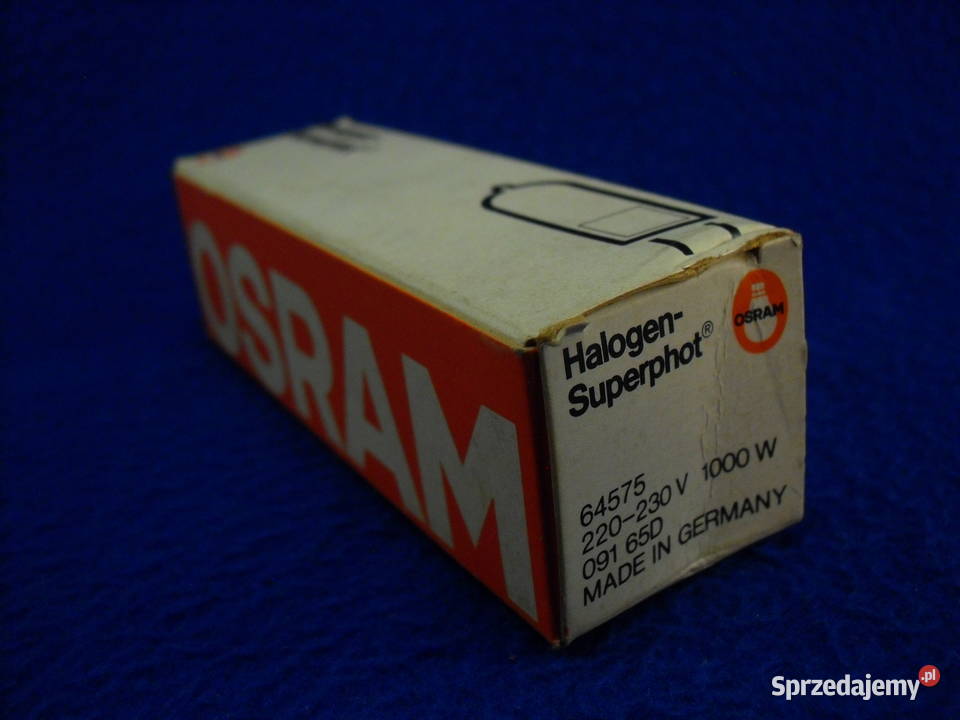 OSRAM
Halogen-
Superphot®
OSRAM
64575
220-230 V 1000 W
091 65D
MADE IN GERMANY
Sprzedajemy.pl